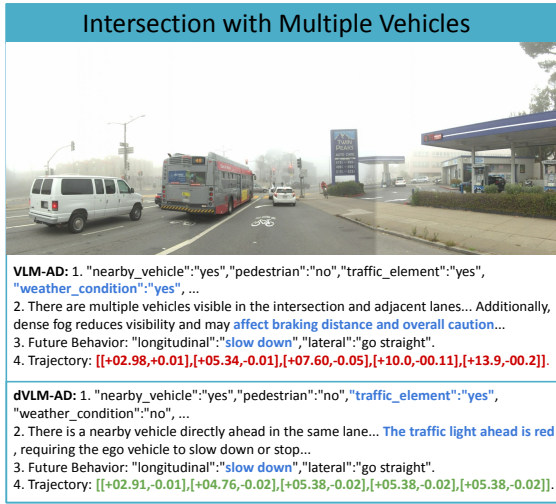 Intersection with Multiple Vehicles
TWIN
PEAKS
VLM-AD: 1. "nearby_vehicle":"yes","pedestrian":"no","traffic_element":"yes",
"weather_condition":"yes", ...
2. There are multiple vehicles visible in the intersection and adjacent lanes... Additionally,
dense fog reduces visibility and may affect braking distance and overall caution...
3. Future Behavior: "longitudinal":"slow down","lateral":"go straight".
4. Trajectory: [[+02.98,+0.01],[+05.34,-0.01],[+07.60,-0.05],[+10.0,-00.11],[+13.9,-00.2]].
dVLM-AD: 1. "nearby_vehicle":"yes","pedestrian":"no","traffic_element":"yes",
"weather_condition":"no", ...
2. There is a nearby vehicle directly ahead in the same lane... The traffic light ahead is red
, requiring the ego vehicle to slow down or stop...
3. Future Behavior: "longitudinal":"slow down","lateral":"go straight".
4. Trajectory: [[+02.91,-0.01],[+04.76,-0.02],[+05.38,-0.02],[+05.38,-0.02],[+05.38,-0.02]].